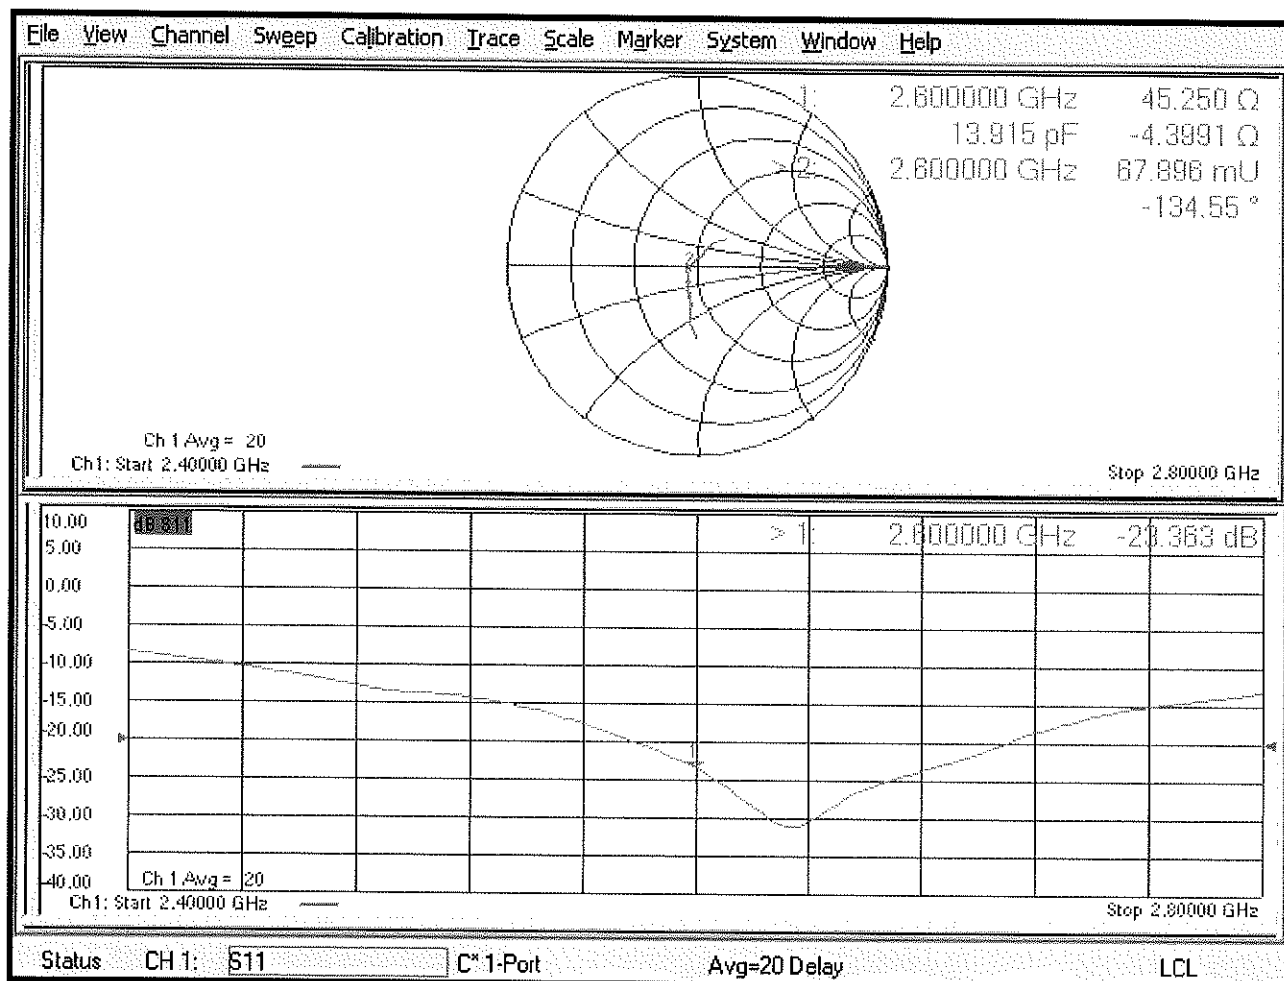 File View Channel Sweep Calibration Trace Scale Marker System Window Help
1: 2.600000 GHz 45.250 Ω
13.915 pF -4.3991 Ω
> 2: 2.600000 GHz 67.896 mU
-134.55 °
2
Ch 1 Avg = 20
Ch1: Start 2.40000 GHz
Stop 2.80000 GHz
10.00
dB S11
> 1: 2.600000 GHz -23.363 dB
5.00
0.00
-5.00
-10.00
-15.00
-20.00
1
-25.00
-30.00
-35.00
-40.00
Ch 1 Avg = 20
Ch1: Start 2.40000 GHz
Stop 2.80000 GHz
Status CH 1: S11 C* 1-Port Avg=20 Delay LCL